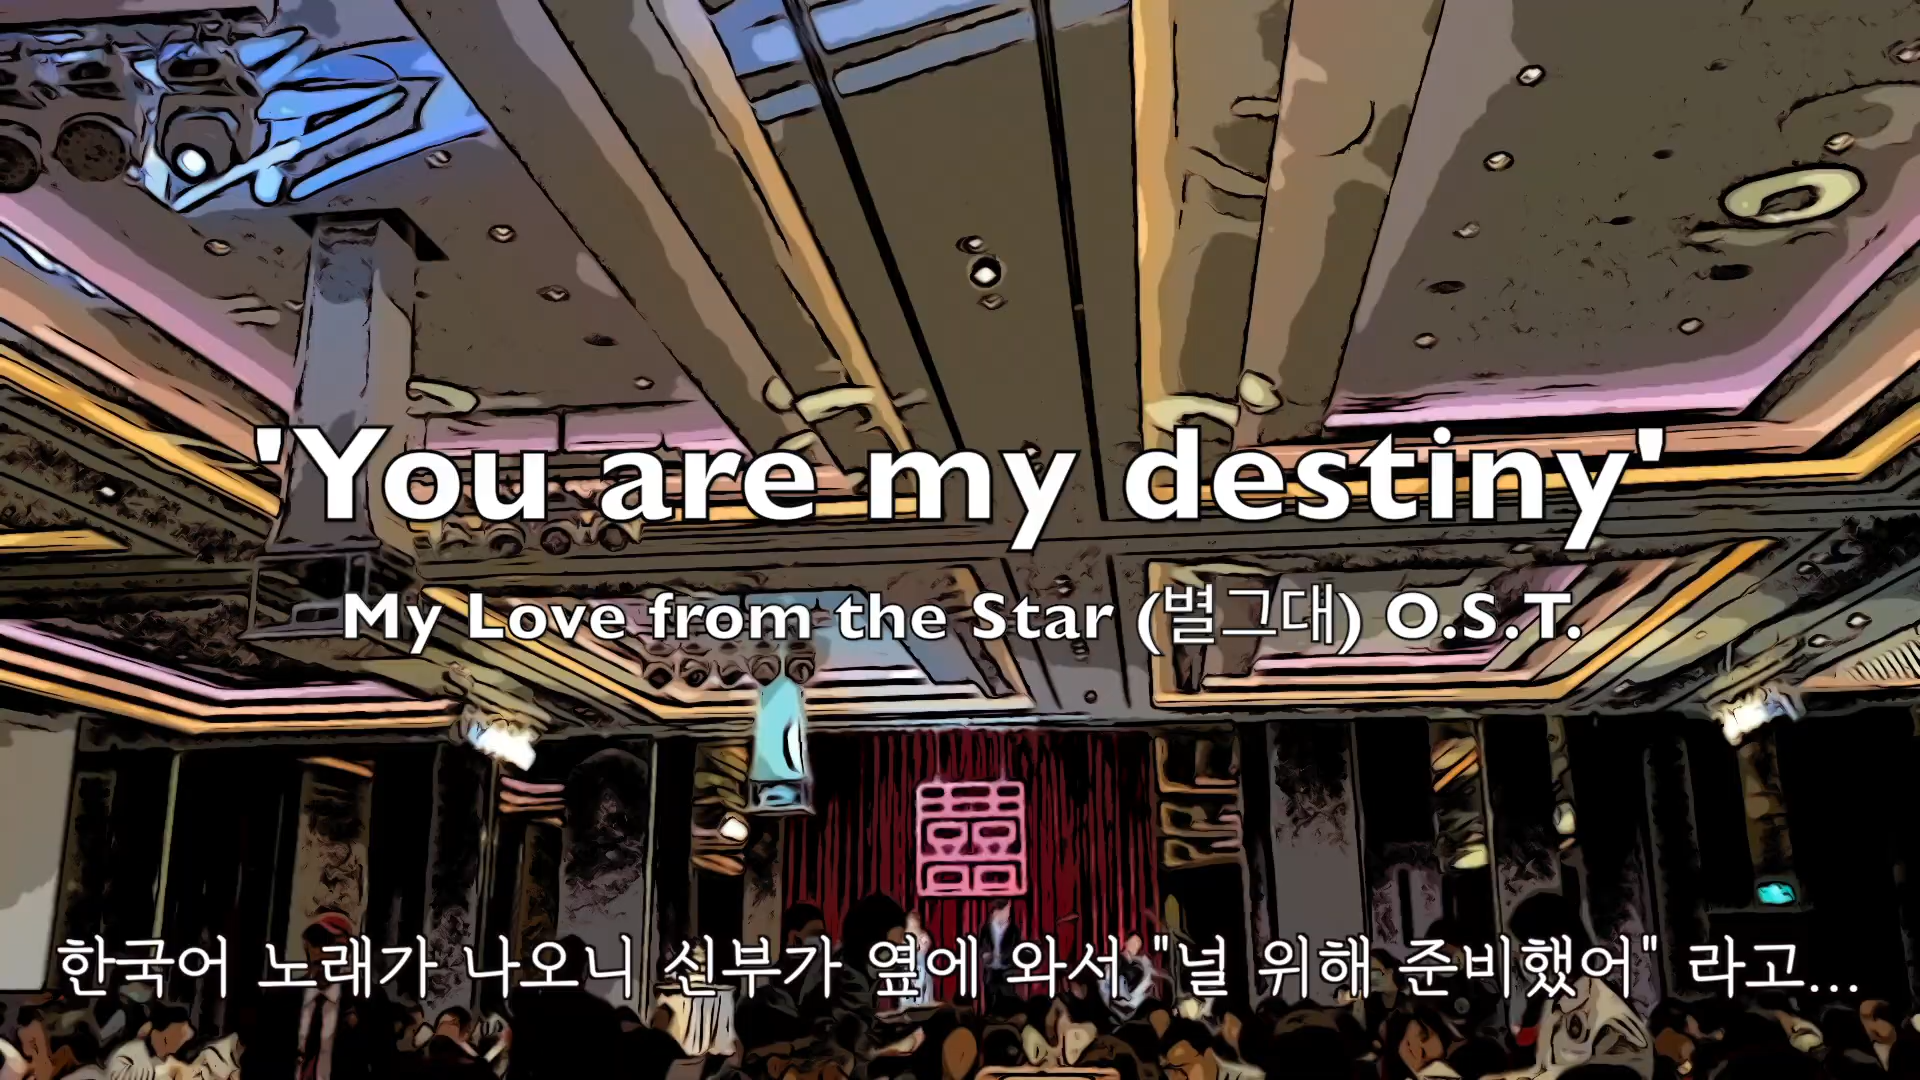 'You are my destiny'
My Love from the Star (별그대) O.S.T.
囍
한국어 노래가 나오니 신부가 옆에 와서 "널 위해 준비했어" 라고...